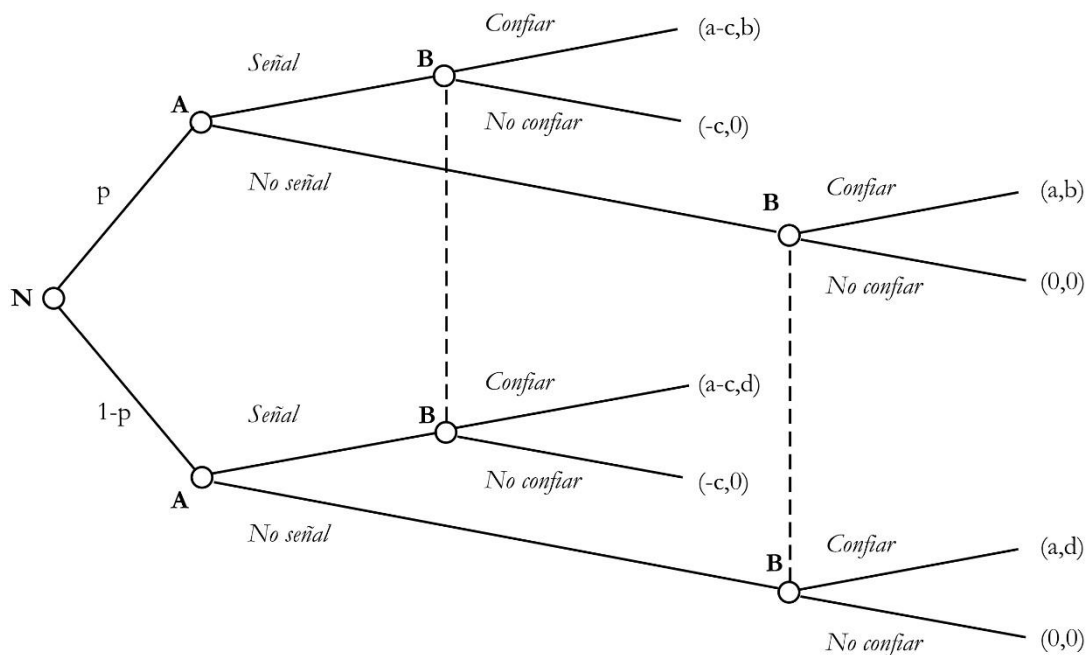 Confiar
(a-c,b)
Señal
B
No confiar
(-c,0)
A
No señal
p
Confiar
(a,b)
B
No confiar
(0,0)
N
1-p
Confiar
(a-c,d)
Señal
B
No confiar
(-c,0)
A
No señal
Confiar
(a,d)
B
No confiar
(0,0)